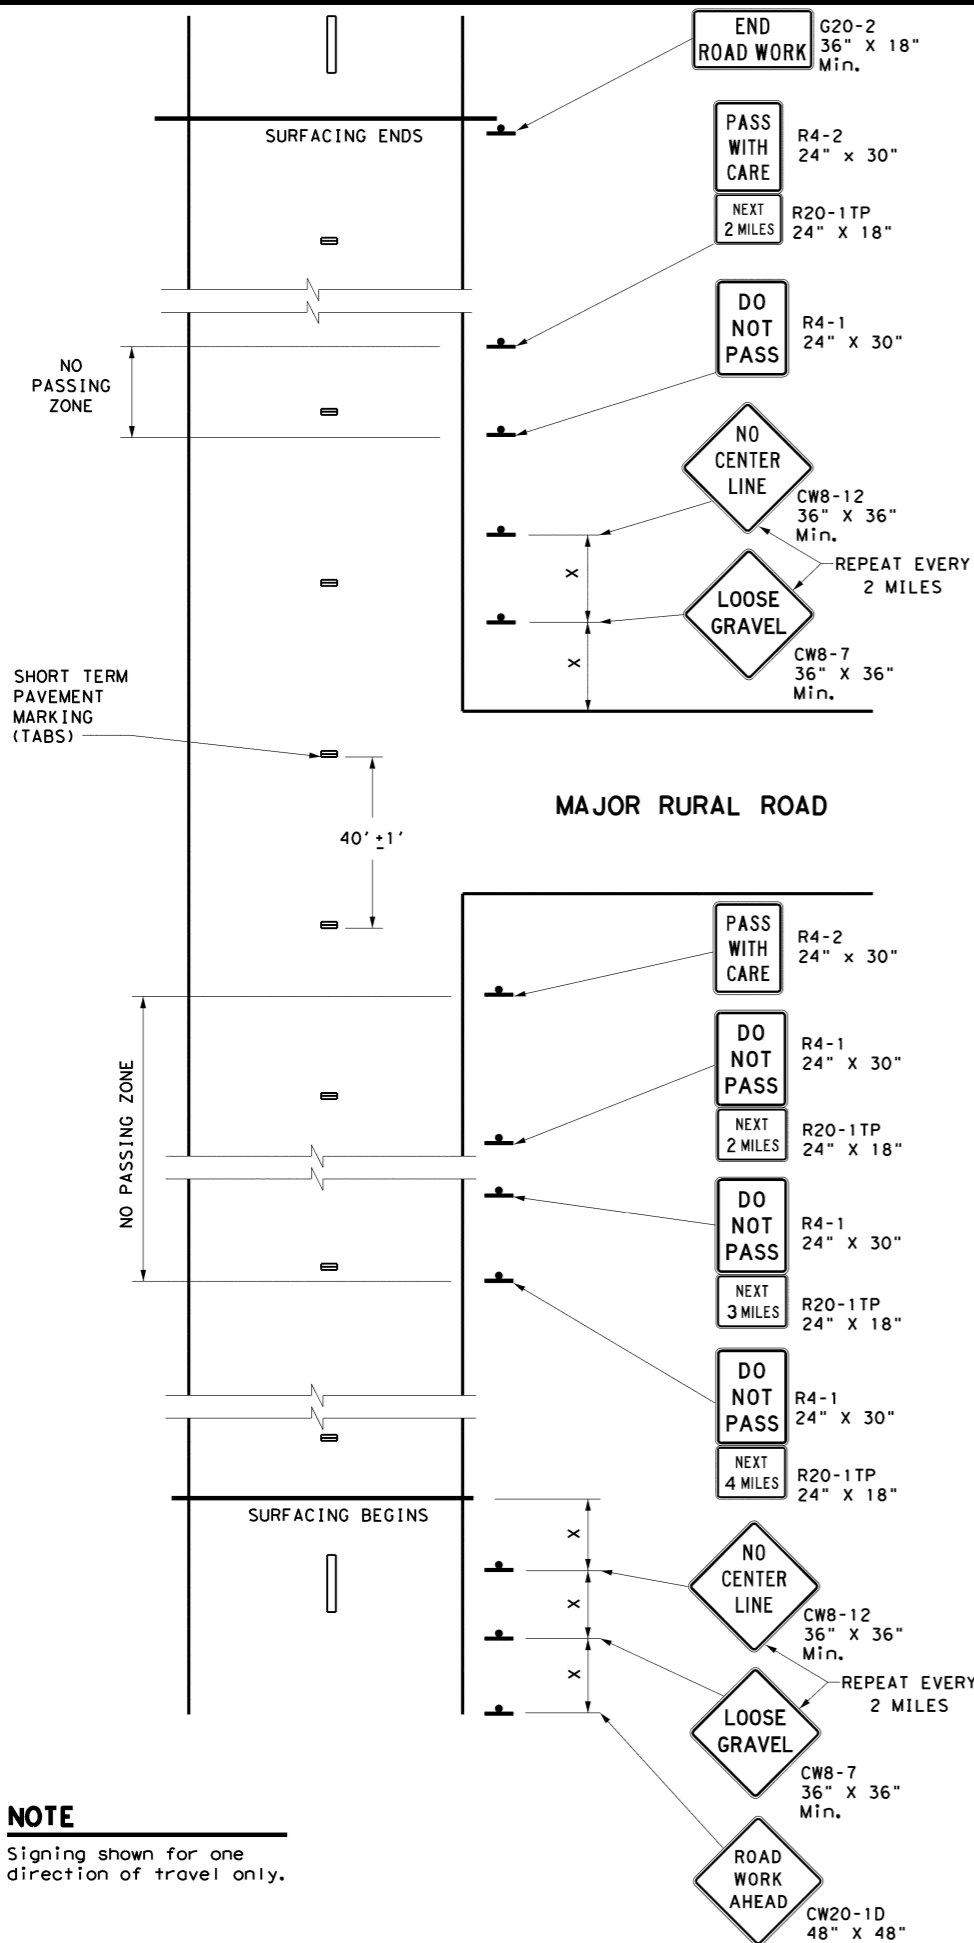 END
ROAD WORK
G20-2
36" X 18"
Min.
SURFACING ENDS
PASS
WITH
CARE
R4-2
24" x 30"
NEXT
2 MILES
R20-1TP
24" X 18"
DO
NOT
PASS
R4-1
24" X 30"
NO
PASSING
ZONE
NO
CENTER
LINE
CW8-12
36" X 36"
Min.
REPEAT EVERY
2 MILES
X
LOOSE
GRAVEL
CW8-7
36" X 36"
Min.
X
SHORT TERM
PAVEMENT
MARKING
(TABS)
MAJOR RURAL ROAD
40' ±1'
PASS
WITH
CARE
R4-2
24" x 30"
DO
NOT
PASS
R4-1
24" X 30"
NEXT
2 MILES
R20-1TP
24" X 18"
NO PASSING ZONE
DO
NOT
PASS
R4-1
24" X 30"
NEXT
3 MILES
R20-1TP
24" X 18"
DO
NOT
PASS
R4-1
24" X 30"
NEXT
4 MILES
R20-1TP
24" X 18"
SURFACING BEGINS
X
NO
CENTER
LINE
CW8-12
36" X 36"
Min.
X
REPEAT EVERY
2 MILES
X
LOOSE
GRAVEL
CW8-7
36" X 36"
Min.
NOTE
Signing shown for one
direction of travel only.
ROAD
WORK
AHEAD
CW20-1D
48" X 48"